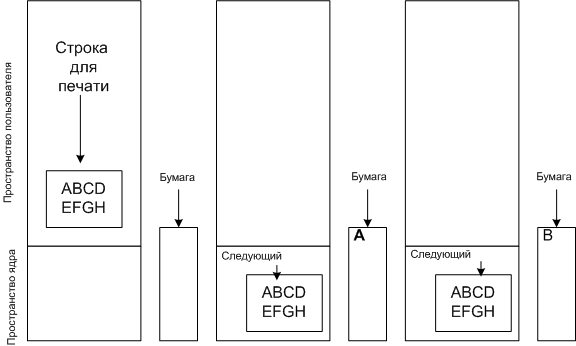 Пространство пользователя
Пространство ядра
Строка
для
печати
ABCD
EFGH
Бумага
Следующий
ABCD
EFGH
Бумага
A
Следующий
ABCD
EFGH
Бумага
B